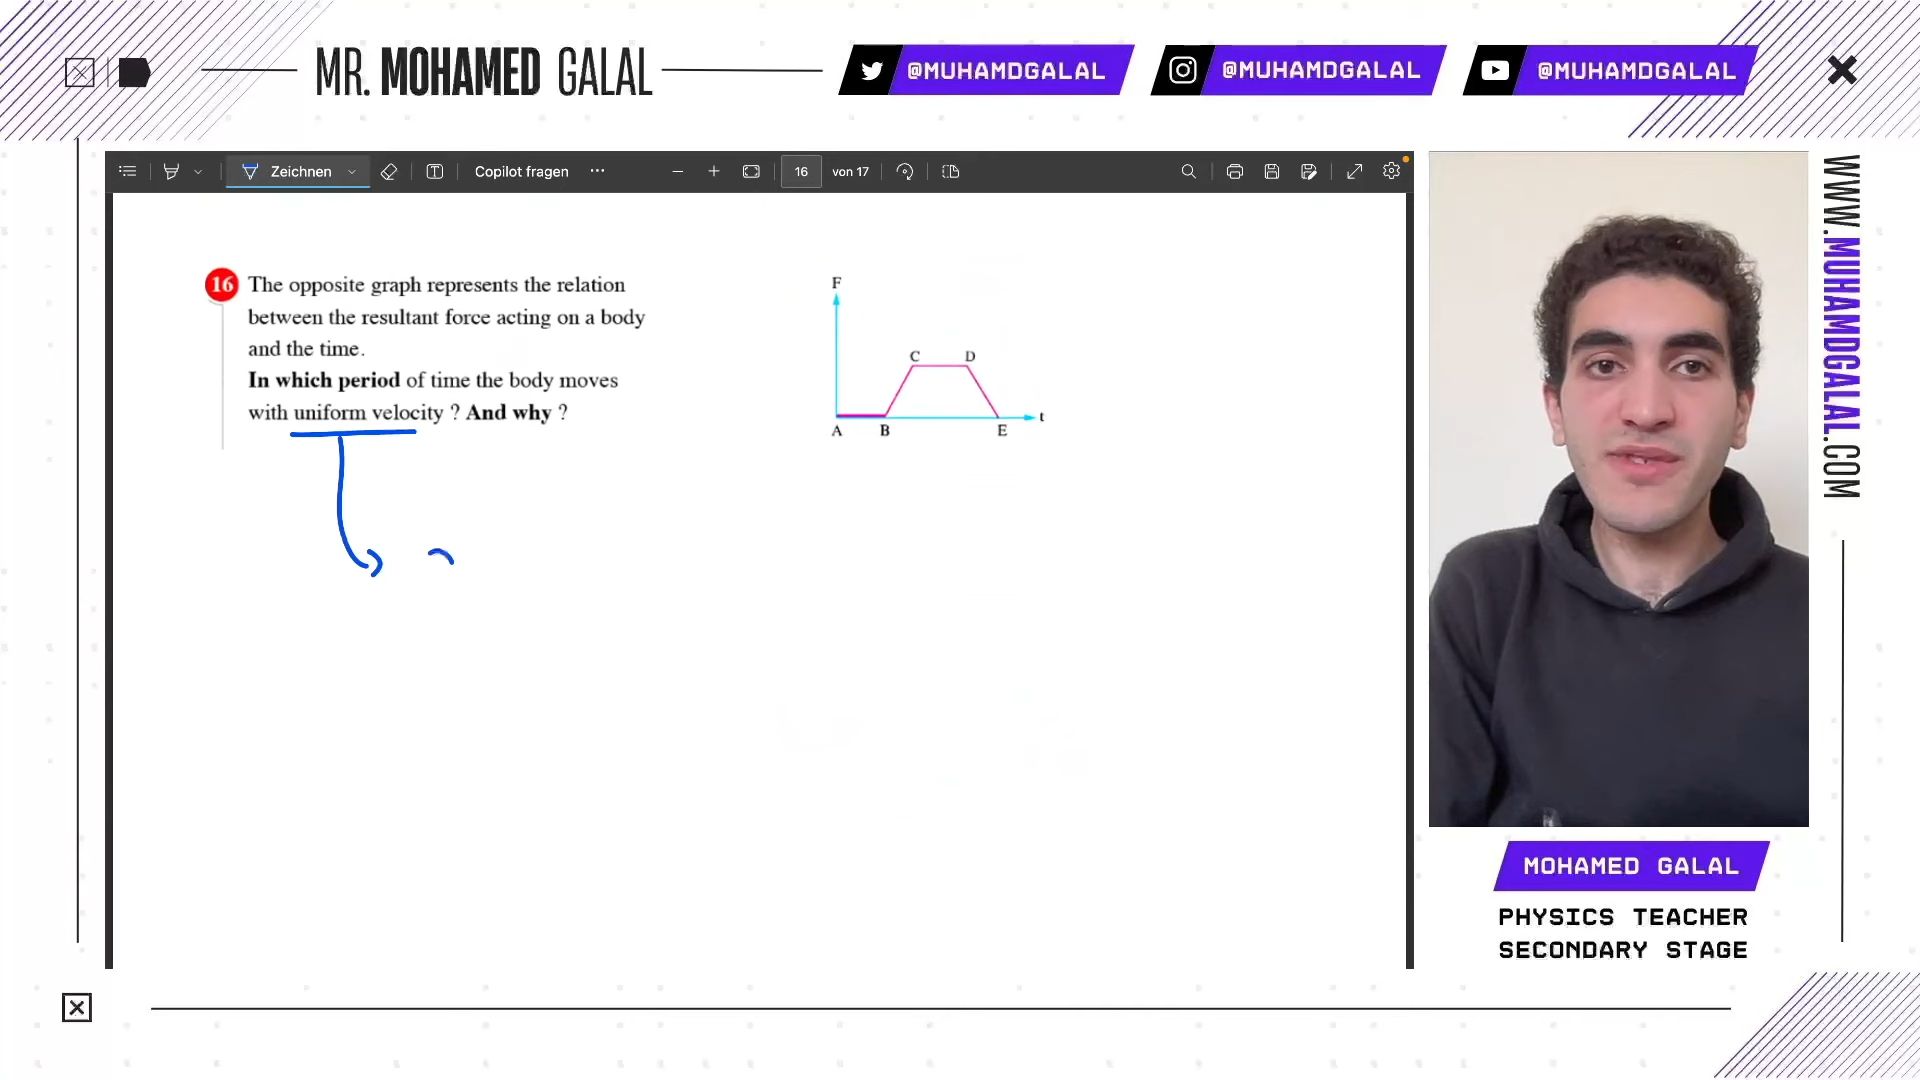 MR. MOHAMED GALAL
@MUHAMDGALAL
@MUHAMDGALAL
@MUHAMDGALAL
Zeichnen
Copilot fragen
16 von 17
16 The opposite graph represents the relation
between the resultant force acting on a body
and the time.
In which period of time the body moves
with uniform velocity ? And why ?
F
C
D
A
B
E
t
WWW.MUHAMDGALAL.COM
MOHAMED GALAL
PHYSICS TEACHER
SECONDARY STAGE